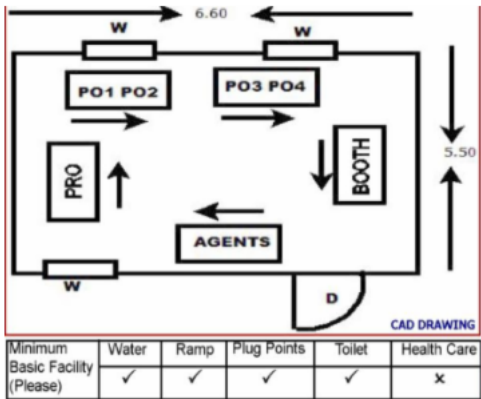 6.60
W
W
PO1 PO2
PO3 PO4
5.50
PRO
BOOTH
AGENTS
W
D
CAD DRAWING
Minimum Basic Facility (Please) Water Ramp Plug Points Toilet Health Care
✓ ✓ ✓ ✓ x